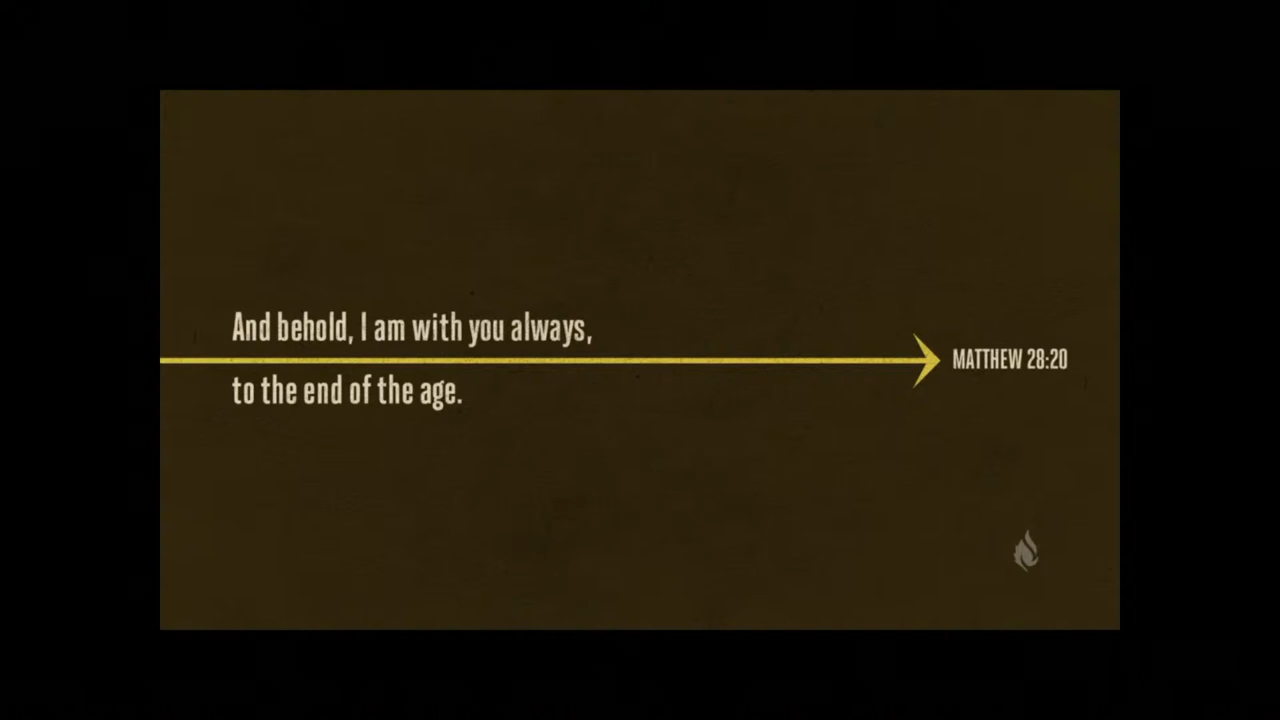 And behold, I am with you always,
to the end of the age.
MATTHEW 28:20